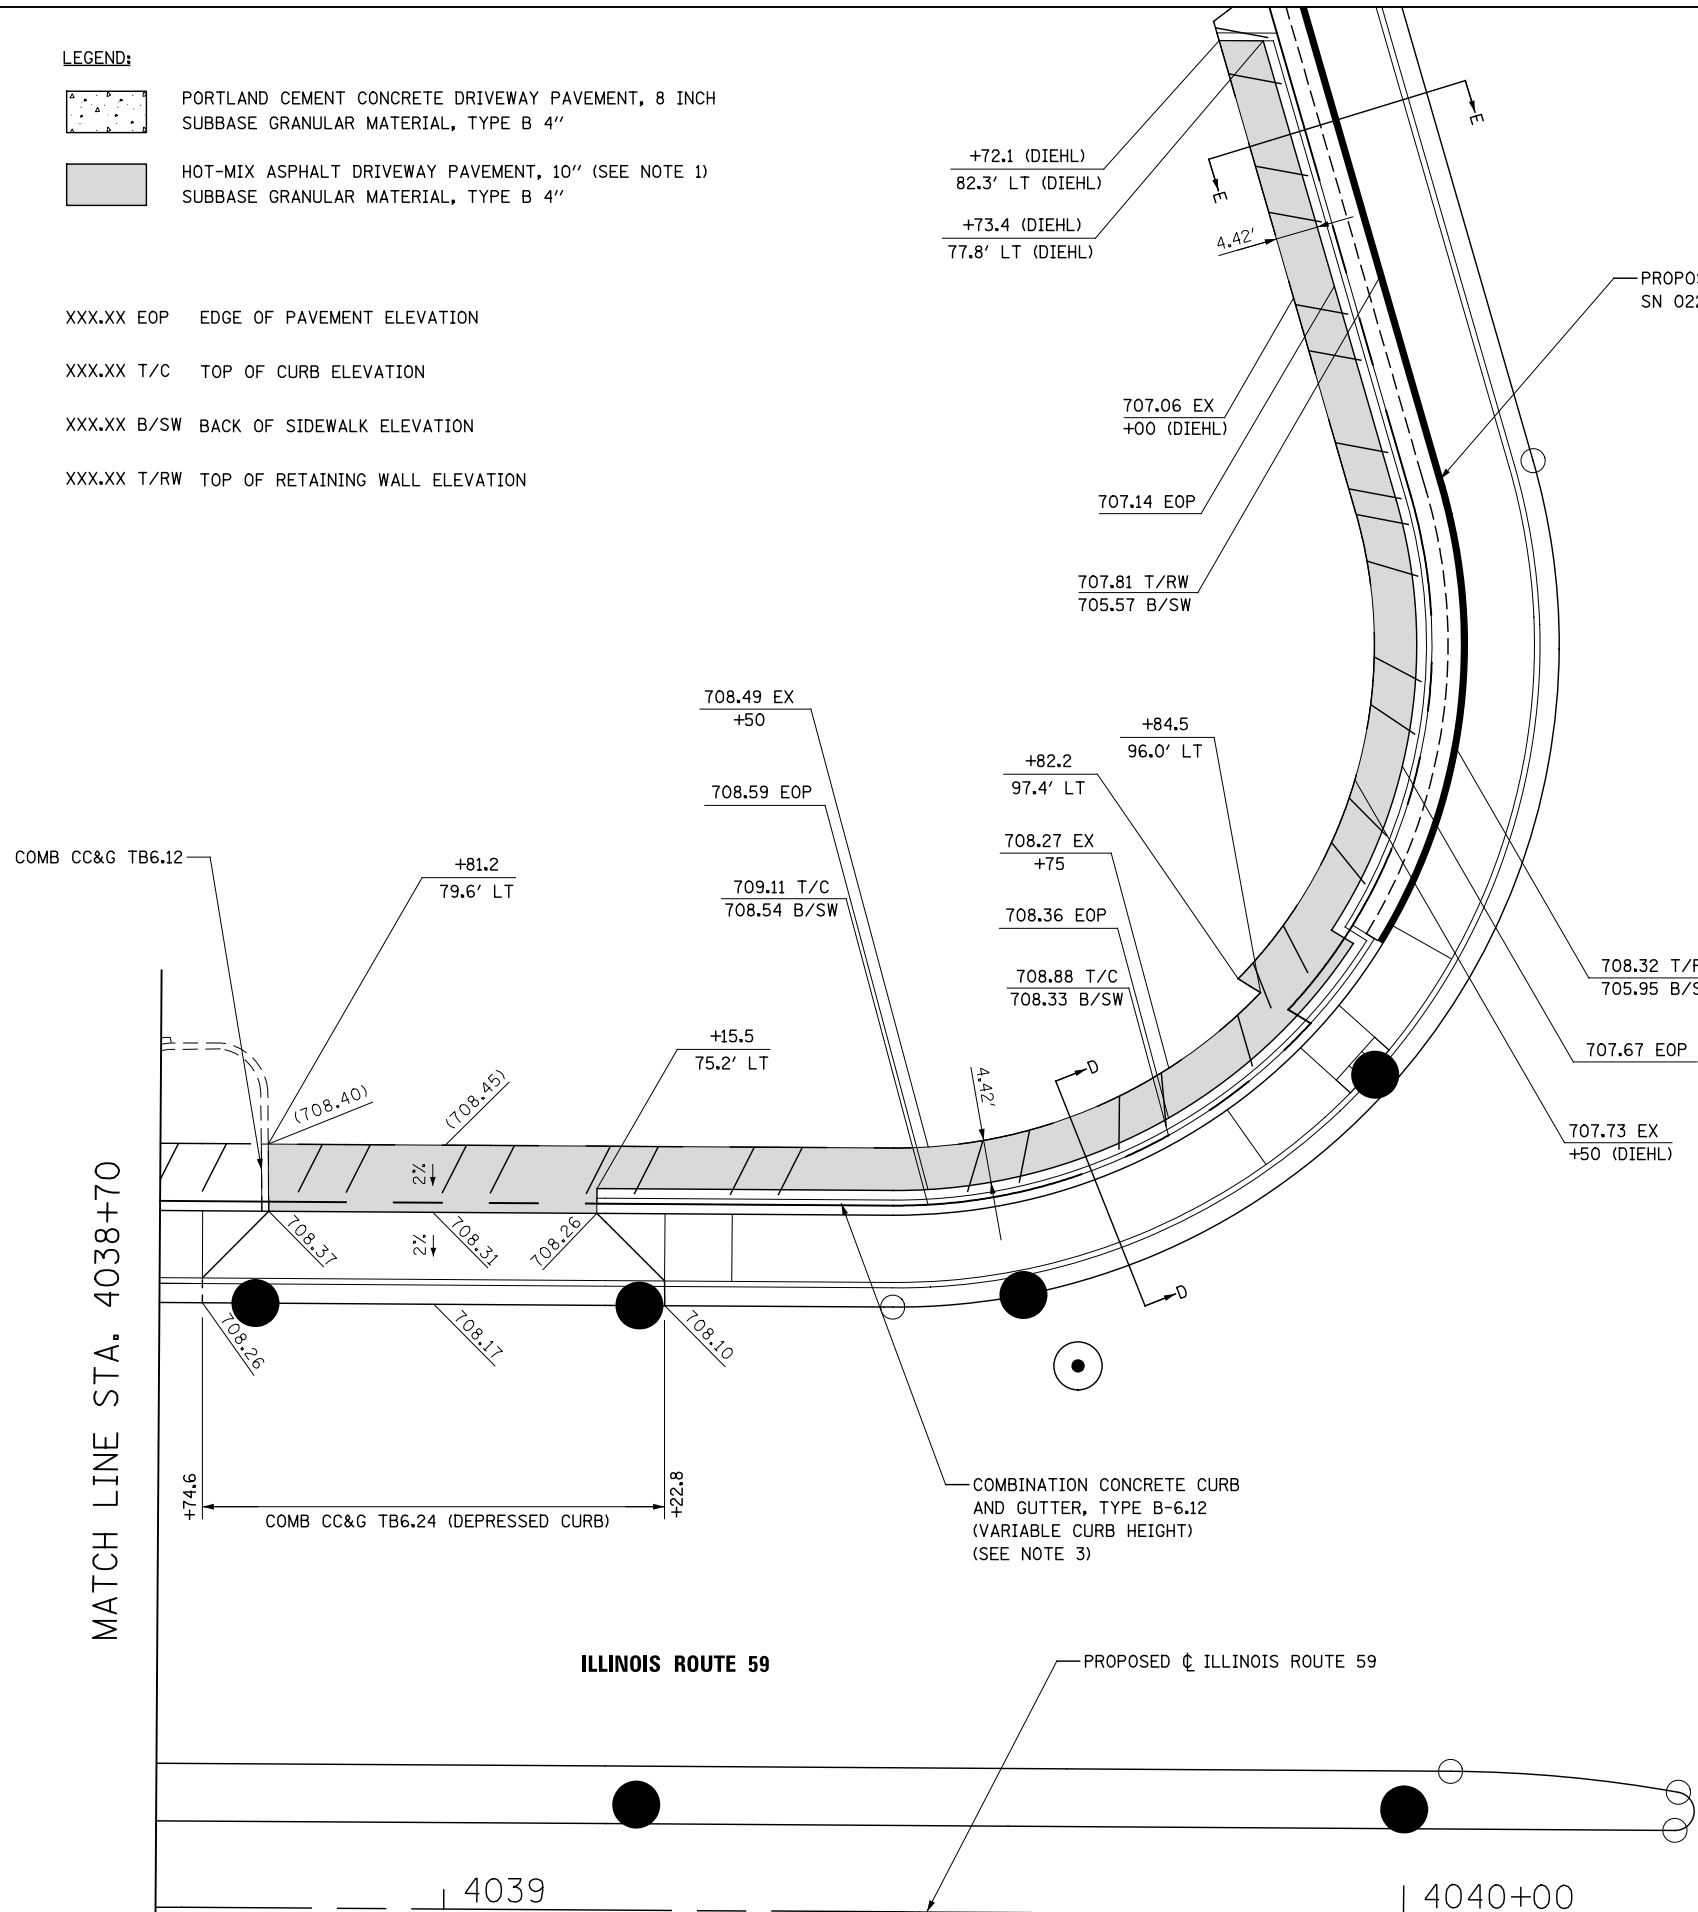 LEGEND:
PORTLAND CEMENT CONCRETE DRIVEWAY PAVEMENT, 8 INCH
SUBBASE GRANULAR MATERIAL, TYPE B 4"
HOT-MIX ASPHALT DRIVEWAY PAVEMENT, 10" (SEE NOTE 1)
SUBBASE GRANULAR MATERIAL, TYPE B 4"
XXX.XX EOP EDGE OF PAVEMENT ELEVATION
XXX.XX T/C TOP OF CURB ELEVATION
XXX.XX B/SW BACK OF SIDEWALK ELEVATION
XXX.XX T/RW TOP OF RETAINING WALL ELEVATION
E
E
+72.1 (DIEHL)
82.3' LT (DIEHL)
+73.4 (DIEHL)
77.8' LT (DIEHL)
4.42'
PROPOS
SN 022
707.06 EX
+00 (DIEHL)
707.14 EOP
707.81 T/RW
705.57 B/SW
708.49 EX
+50
+84.5
96.0' LT
+82.2
97.4' LT
708.59 EOP
708.27 EX
+75
COMB CC&G TB6.12
+81.2
79.6' LT
709.11 T/C
708.54 B/SW
708.36 EOP
708.88 T/C
708.33 B/SW
708.32 T/R
705.95 B/S
+15.5
75.2' LT
707.67 EOP
707.73 EX
+50 (DIEHL)
(708.40)
(708.45)
4.42'
D
D
2%
2%
708.37
708.31
708.26
708.26
708.17
708.10
MATCH LINE STA. 4038+70
+74.6
+22.8
COMB CC&G TB6.24 (DEPRESSED CURB)
COMBINATION CONCRETE CURB
AND GUTTER, TYPE B-6.12
(VARIABLE CURB HEIGHT)
(SEE NOTE 3)
ILLINOIS ROUTE 59
PROPOSED ℄ ILLINOIS ROUTE 59
4039
4040+00